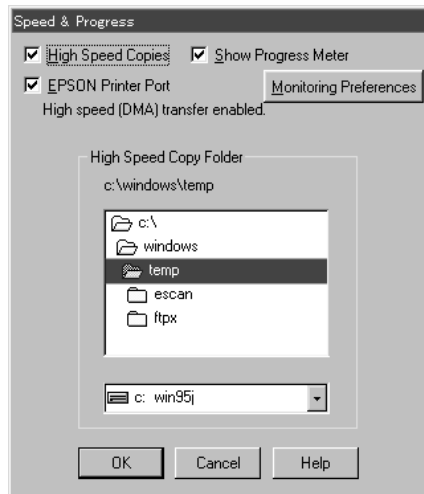 Speed & Progress
High Speed Copies Show Progress Meter
EPSON Printer Port Monitoring Preferences
High speed (DMA) transfer enabled.
High Speed Copy Folder
c:\windows\temp
c:\
windows
temp
escan
ftpx
c: win95j
OK Cancel Help